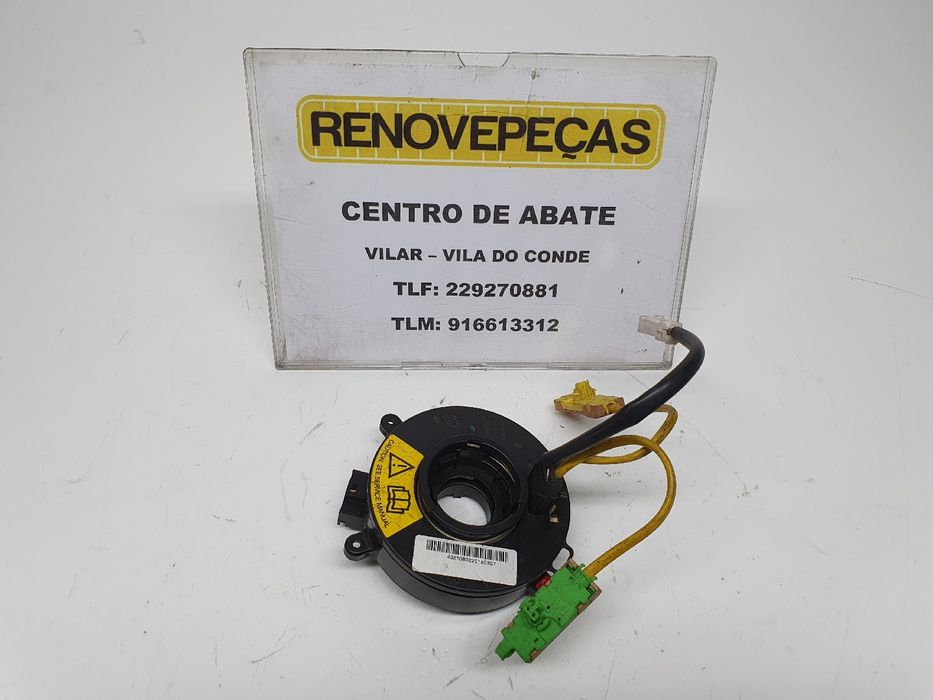 RENOVEPEÇAS
CENTRO DE ABATE
VILAR – VILA DO CONDE
TLF: 229270881
TLM: 916613312
CAUTION: SEE SERVICE MANUAL